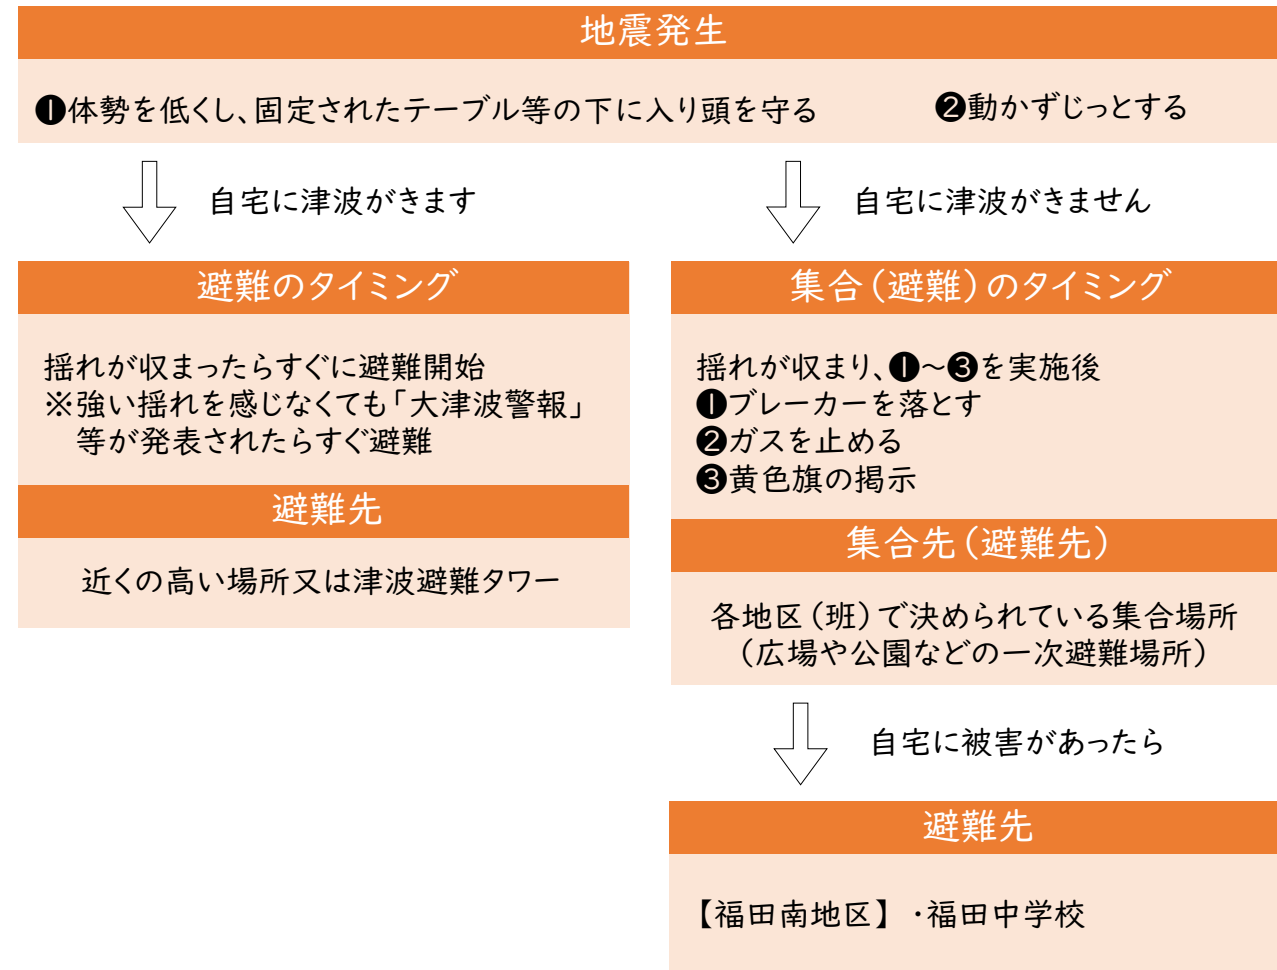 地震発生
❶体勢を低くし、固定されたテーブル等の下に入り頭を守る ❷動かずじっとする
自宅に津波がきます
自宅に津波がきません
避難のタイミング
揺れが収まったらすぐに避難開始
※強い揺れを感じなくても「大津波警報」
等が発表されたらすぐ避難
避難先
近くの高い場所又は津波避難タワー
集合(避難)のタイミング
揺れが収まり、❶~❸を実施後
❶ブレーカーを落とす
❷ガスを止める
❸黄色旗の掲示
集合先(避難先)
各地区(班)で決められている集合場所
(広場や公園などの一次避難場所)
自宅に被害があったら
避難先
【福田南地区】・福田中学校